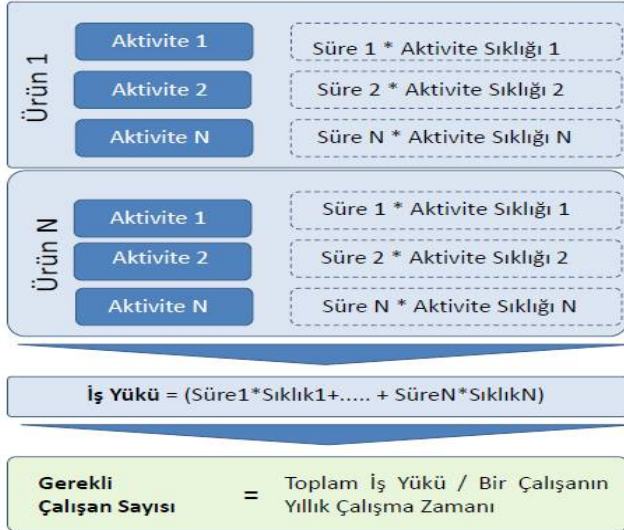 Ürün 1
Aktivite 1
Süre 1 * Aktivite Sıklığı 1
Aktivite 2
Süre 2 * Aktivite Sıklığı 2
Aktivite N
Süre N * Aktivite Sıklığı N
Ürün N
Aktivite 1
Süre 1 * Aktivite Sıklığı 1
Aktivite 2
Süre 2 * Aktivite Sıklığı 2
Aktivite N
Süre N * Aktivite Sıklığı N
İş Yükü = (Süre1*Sıklık1+..... + SüreN*SıklıkN)
Gerekli
Çalışan Sayısı
=
Toplam İş Yükü / Bir Çalışanın
Yıllık Çalışma Zamanı